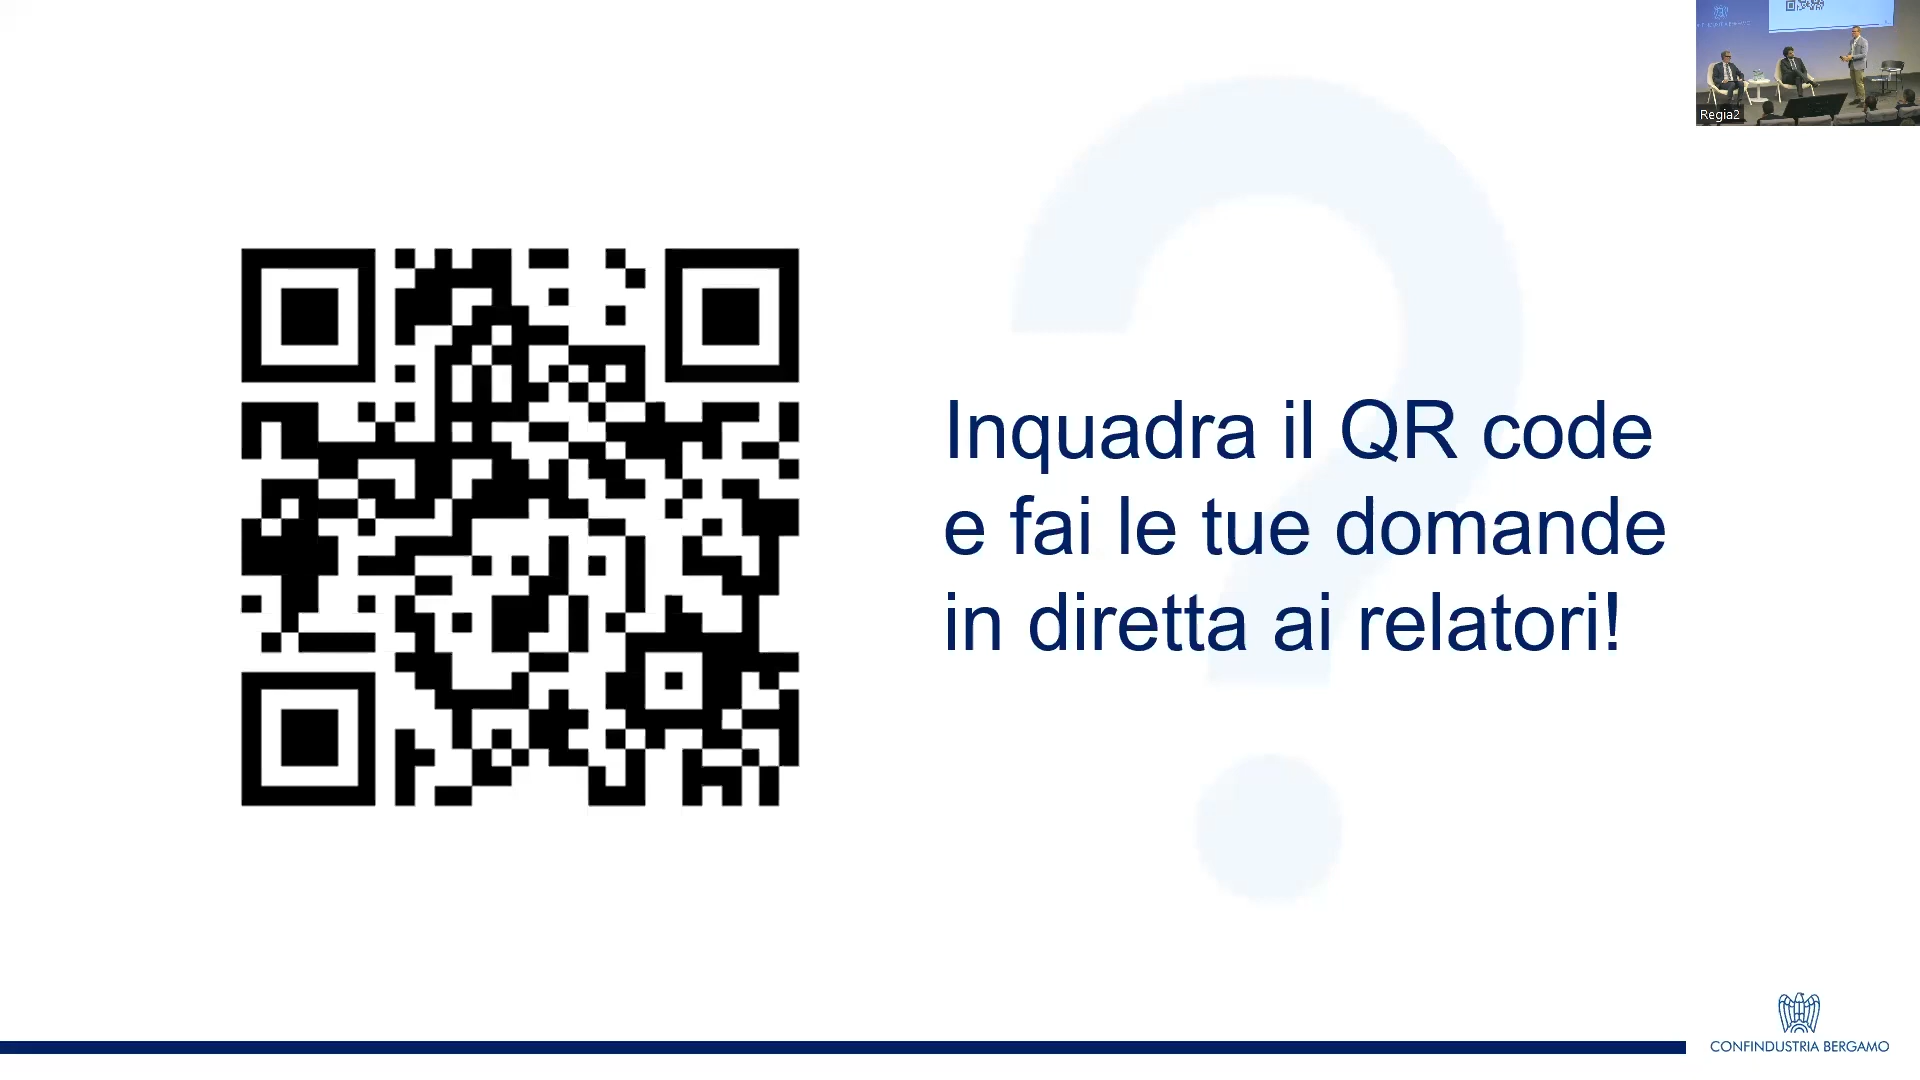 Regia2
Inquadra il QR code
e fai le tue domande
in diretta ai relatori!
CONFINDUSTRIA BERGAMO